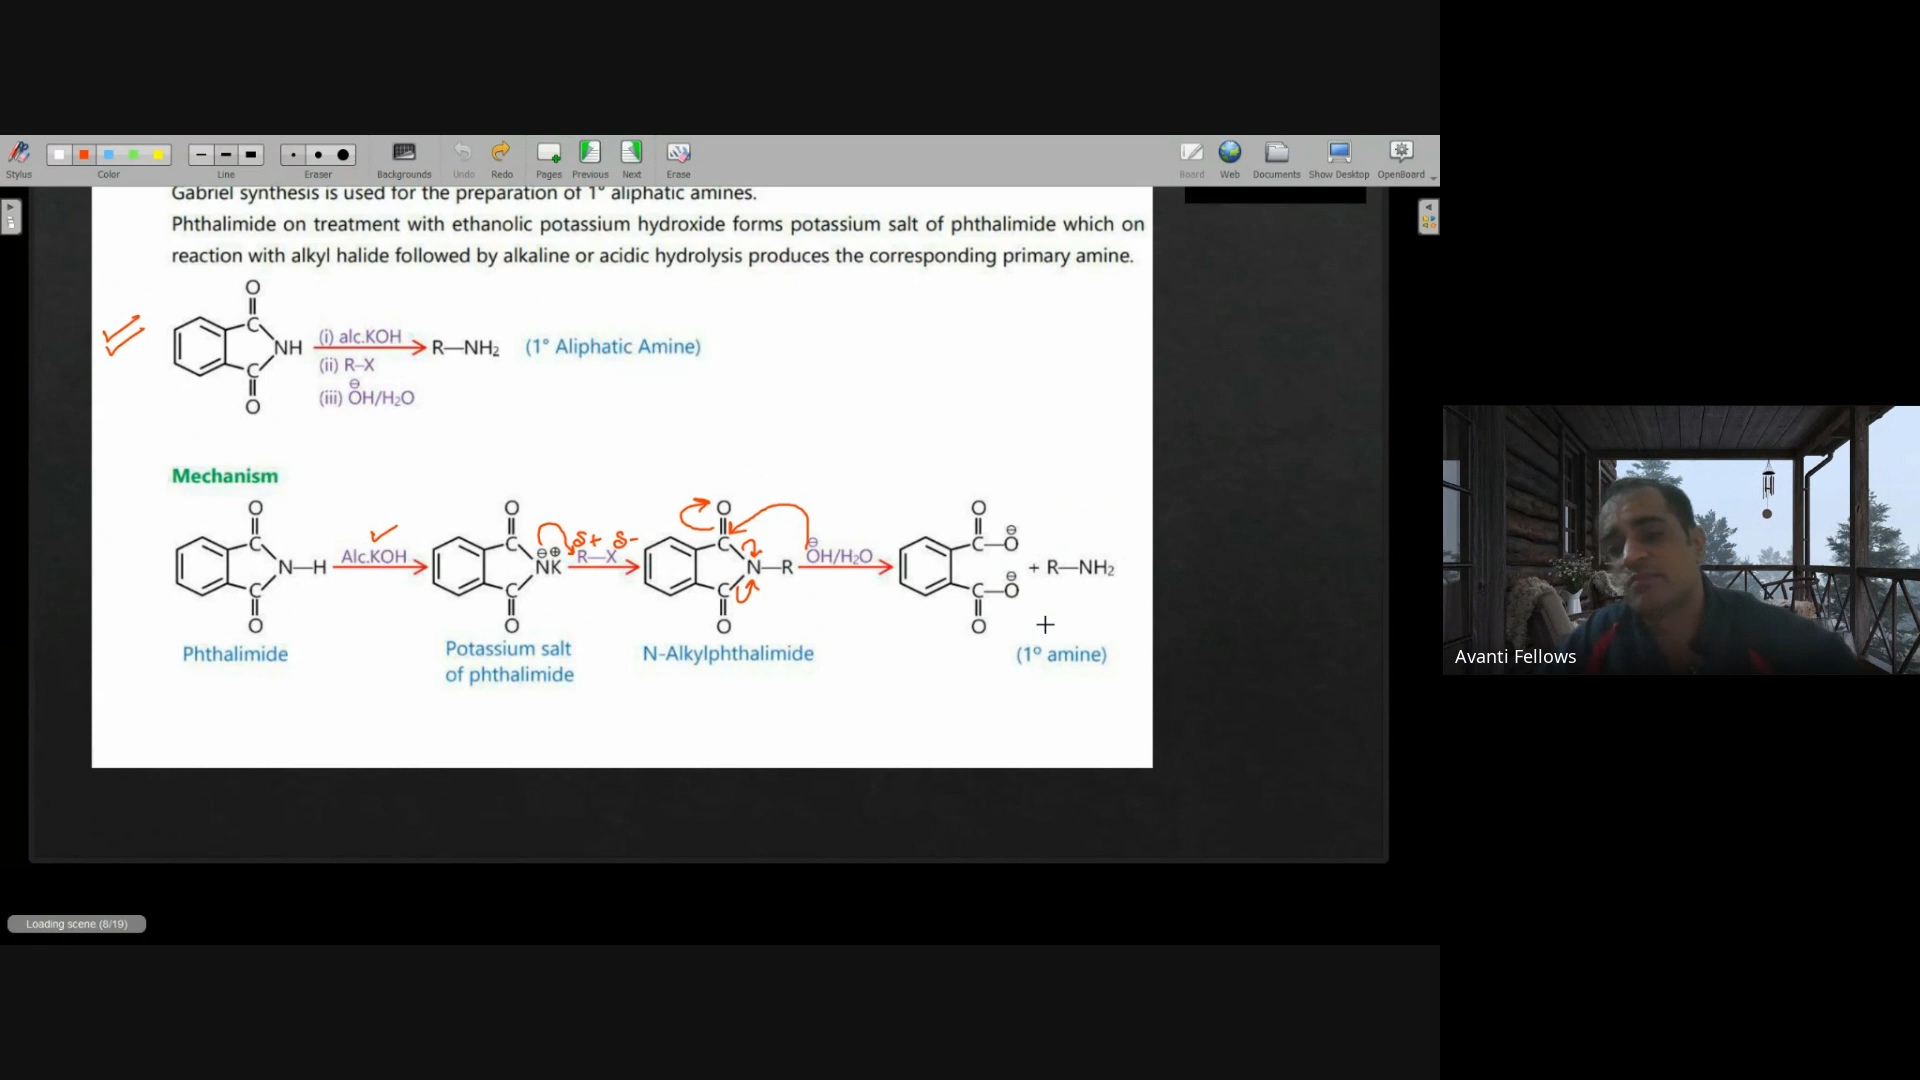 Stylus
Color
Line
Eraser
Backgrounds
Undo
Redo
Pages
Previous
Next
Erase
Board
Web
Documents
Show Desktop
OpenBoard
Gabriel synthesis is used for the preparation of 1° aliphatic amines.
Phthalimide on treatment with ethanolic potassium hydroxide forms potassium salt of phthalimide which on
reaction with alkyl halide followed by alkaline or acidic hydrolysis produces the corresponding primary amine.
O
C
NH
C
O
(i) alc.KOH
(ii) R–X
⊖
(iii) OH/H₂O
R—NH₂ (1° Aliphatic Amine)
Mechanism
O
C
N—H
C
O
Alc.KOH
O
C
⊖⊕
NK
C
O
δ+ δ-
R—X
O
C
N—R
C
O
⊖
OH/H₂O
O
⊖
C—O
⊖
C—O
O
+ R—NH₂
Phthalimide
Potassium salt
of phthalimide
N-Alkylphthalimide
(1° amine)
Avanti Fellows
Loading scene (8/19)